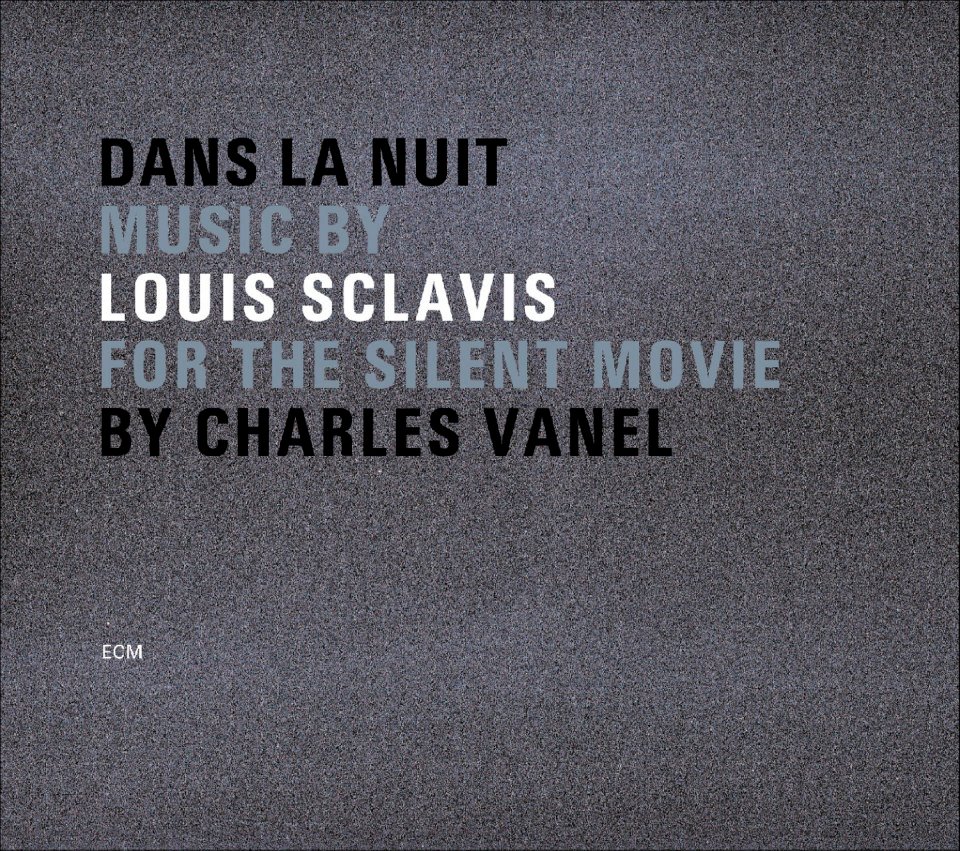 DANS LA NUIT
MUSIC BY
LOUIS SCLAVIS
FOR THE SILENT MOVIE
BY CHARLES VANEL
ECM